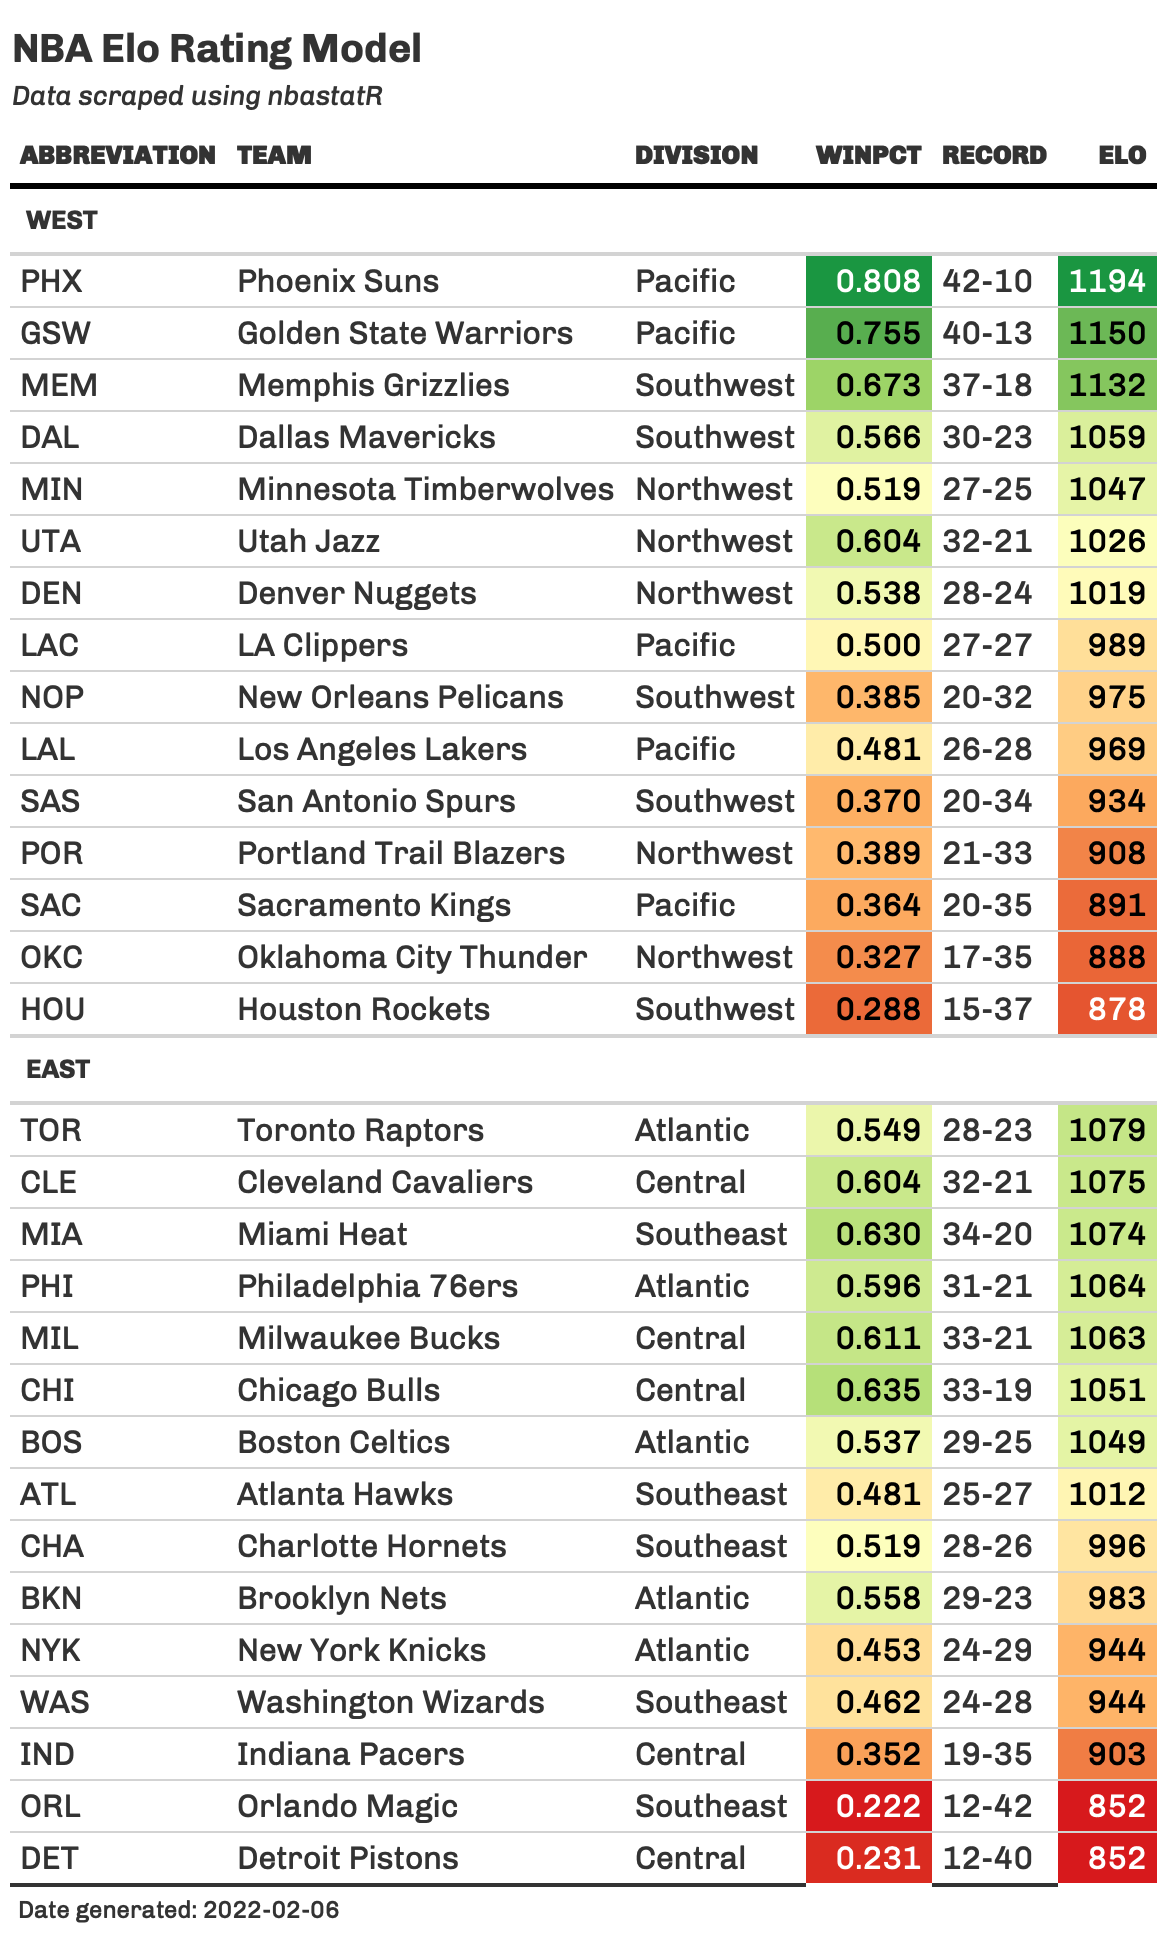 NBA Elo Rating Model
Data scraped using nbastatR
ABBREVIATION TEAM DIVISION WINPCT RECORD ELO
WEST
PHX Phoenix Suns Pacific 0.808 42-10 1194
GSW Golden State Warriors Pacific 0.755 40-13 1150
MEM Memphis Grizzlies Southwest 0.673 37-18 1132
DAL Dallas Mavericks Southwest 0.566 30-23 1059
MIN Minnesota Timberwolves Northwest 0.519 27-25 1047
UTA Utah Jazz Northwest 0.604 32-21 1026
DEN Denver Nuggets Northwest 0.538 28-24 1019
LAC LA Clippers Pacific 0.500 27-27 989
NOP New Orleans Pelicans Southwest 0.385 20-32 975
LAL Los Angeles Lakers Pacific 0.481 26-28 969
SAS San Antonio Spurs Southwest 0.370 20-34 934
POR Portland Trail Blazers Northwest 0.389 21-33 908
SAC Sacramento Kings Pacific 0.364 20-35 891
OKC Oklahoma City Thunder Northwest 0.327 17-35 888
HOU Houston Rockets Southwest 0.288 15-37 878
EAST
TOR Toronto Raptors Atlantic 0.549 28-23 1079
CLE Cleveland Cavaliers Central 0.604 32-21 1075
MIA Miami Heat Southeast 0.630 34-20 1074
PHI Philadelphia 76ers Atlantic 0.596 31-21 1064
MIL Milwaukee Bucks Central 0.611 33-21 1063
CHI Chicago Bulls Central 0.635 33-19 1051
BOS Boston Celtics Atlantic 0.537 29-25 1049
ATL Atlanta Hawks Southeast 0.481 25-27 1012
CHA Charlotte Hornets Southeast 0.519 28-26 996
BKN Brooklyn Nets Atlantic 0.558 29-23 983
NYK New York Knicks Atlantic 0.453 24-29 944
WAS Washington Wizards Southeast 0.462 24-28 944
IND Indiana Pacers Central 0.352 19-35 903
ORL Orlando Magic Southeast 0.222 12-42 852
DET Detroit Pistons Central 0.231 12-40 852
Date generated: 2022-02-06